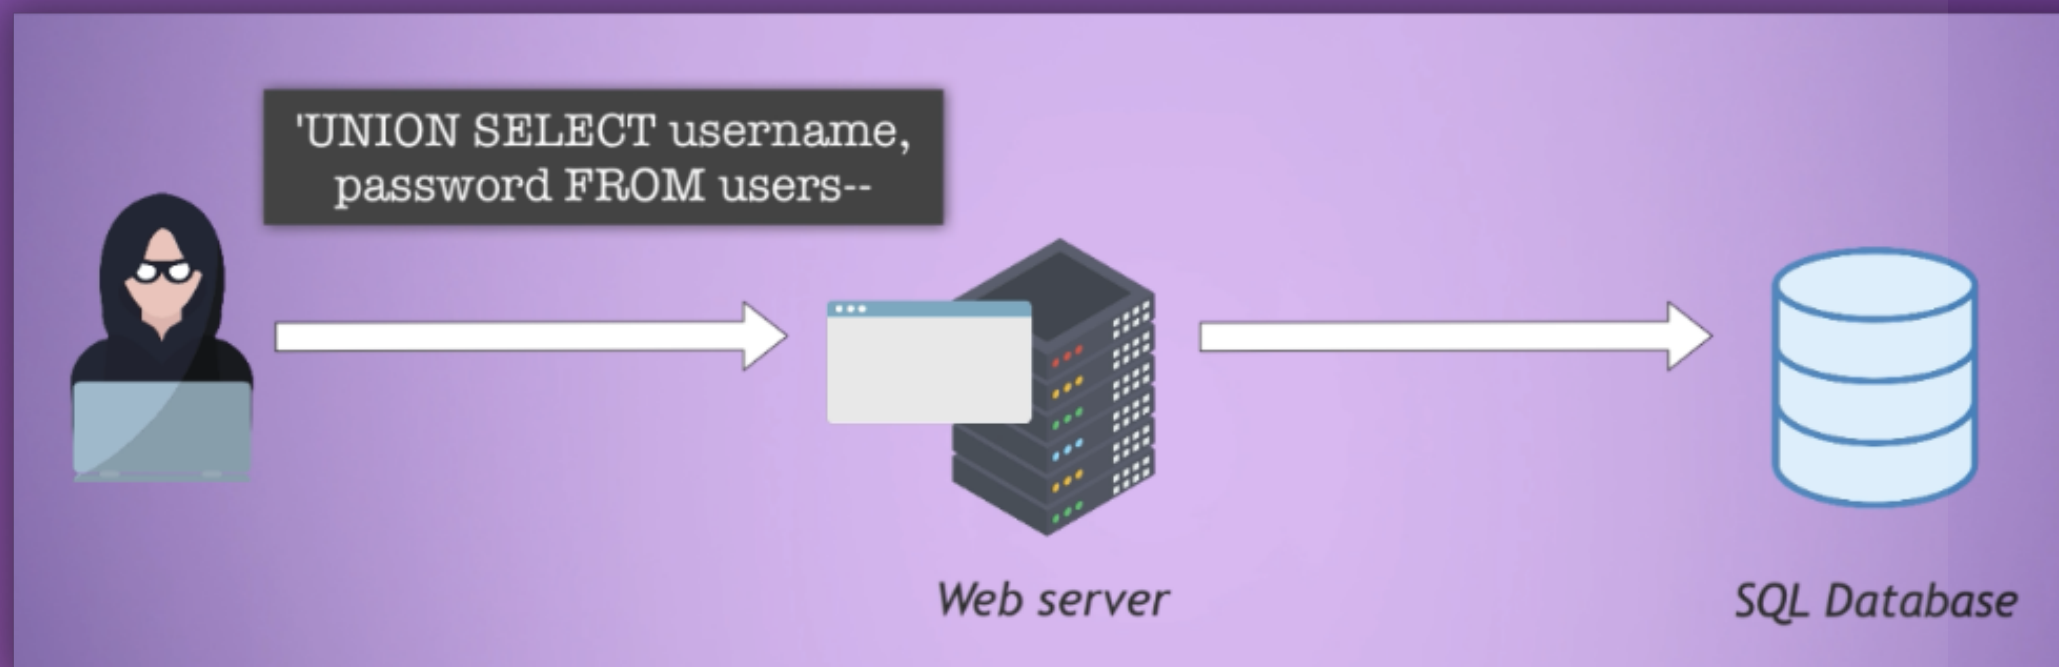 'UNION SELECT username,
password FROM users--
Web server
SQL Database